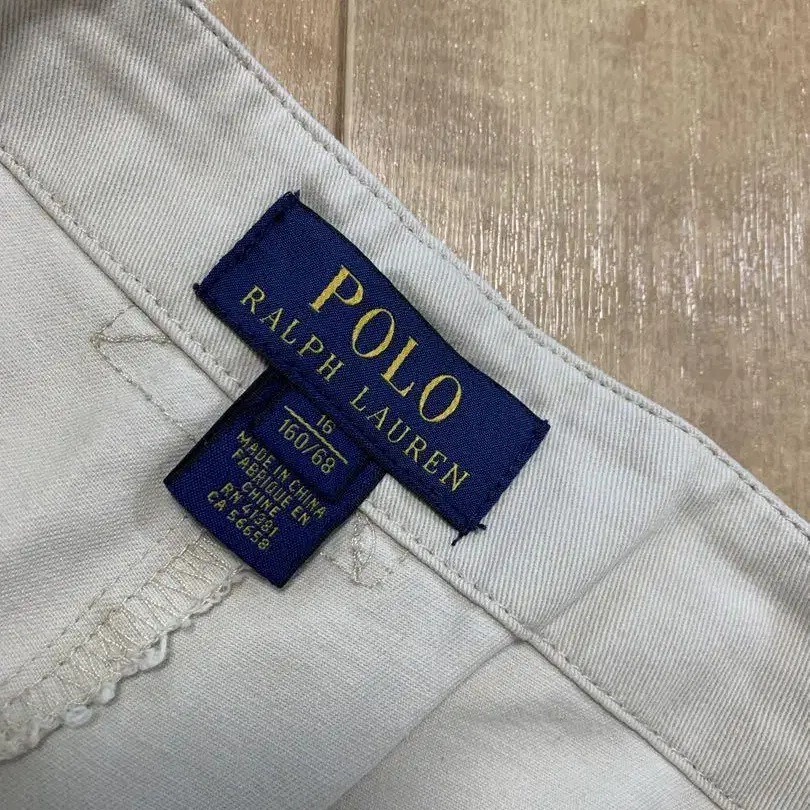 POLO
RALPH LAUREN
16
160/68
MADE IN CHINA
FABRIQUE EN
CHINE
RN 41381
CA 56658